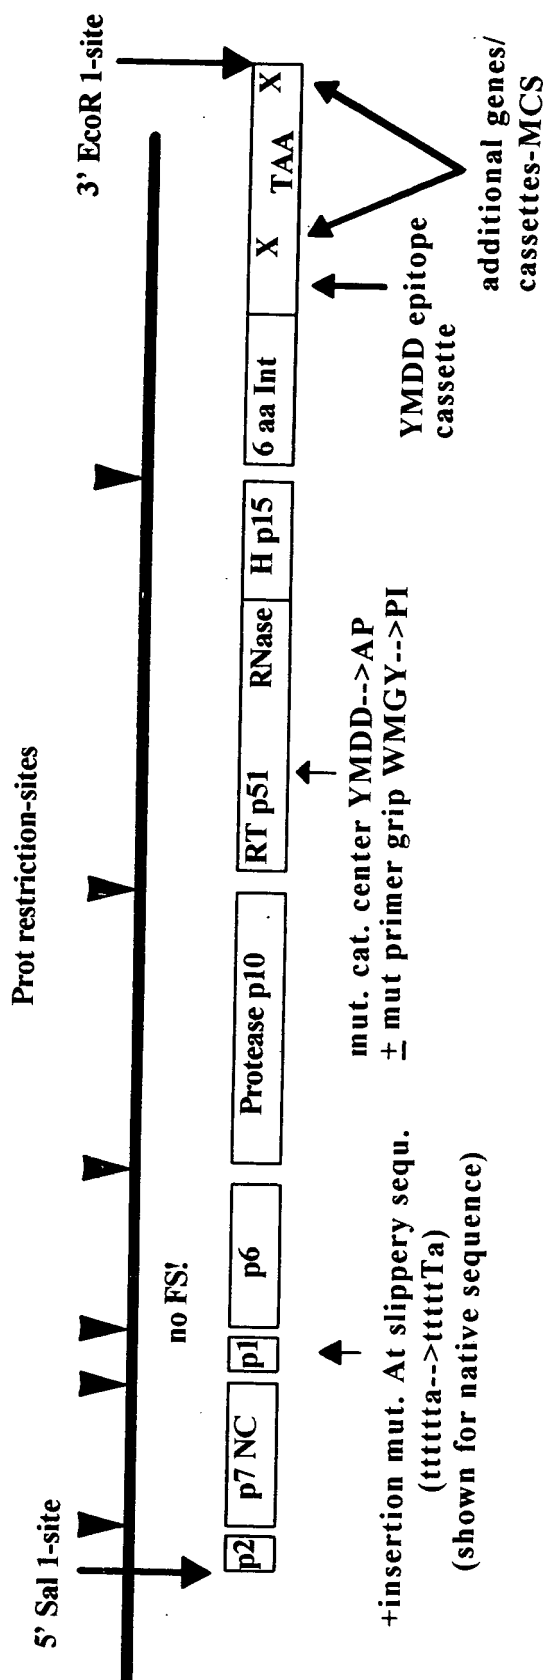 Prot restriction-sites
5' Sal 1-site
3' EcoR 1-site
no FS!
p2
p7 NC
p1
p6
Protease p10
RT p51
RNase
H p15
6 aa Int
X
TAA
X
+insertion mut. At slippery sequ.
(ttttttta-->tttttTa)
(shown for native sequence)
mut. cat. center YMDD-->AP
± mut primer grip WMGY-->PI
YMDD epitope
cassette
additional genes/
cassettes-MCS